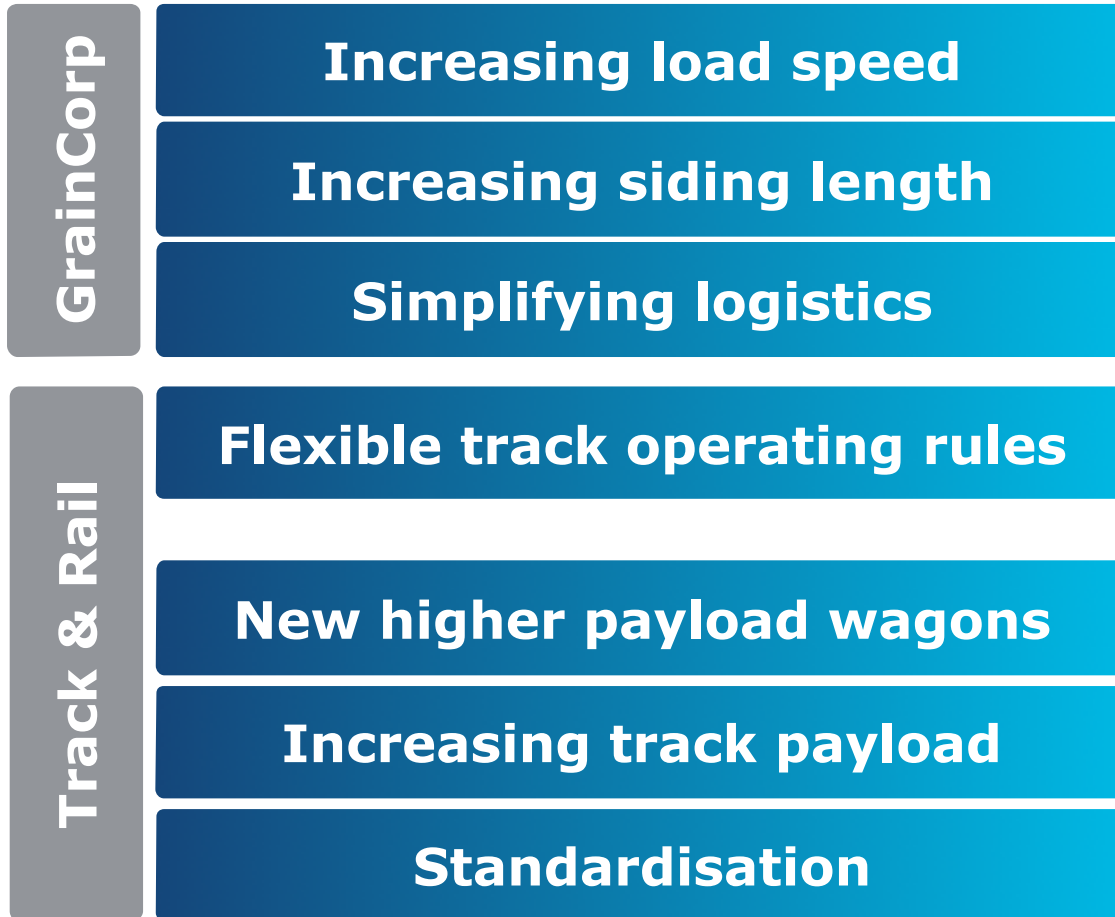 GrainCorp
Increasing load speed
Increasing siding length
Simplifying logistics
Track & Rail
Flexible track operating rules
New higher payload wagons
Increasing track payload
Standardisation